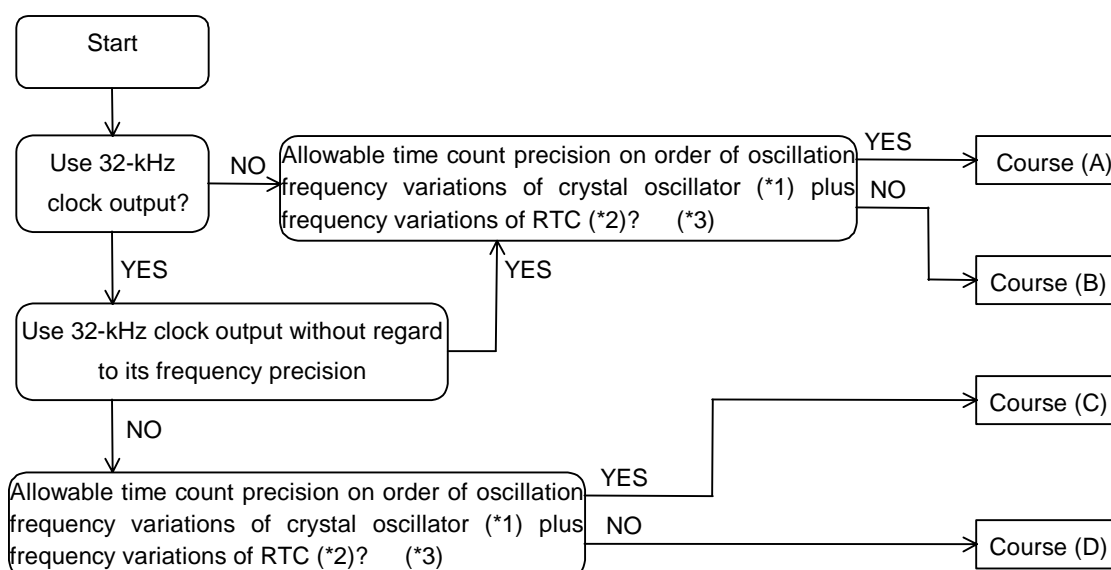 Start
Use 32-kHz
clock output?
NO
Allowable time count precision on order of oscillation
frequency variations of crystal oscillator (*1) plus
frequency variations of RTC (*2)? (*3)
YES
Course (A)
NO
Course (B)
YES
YES
Use 32-kHz clock output without regard
to its frequency precision
Course (C)
NO
Allowable time count precision on order of oscillation
frequency variations of crystal oscillator (*1) plus
frequency variations of RTC (*2)? (*3)
YES
NO
Course (D)